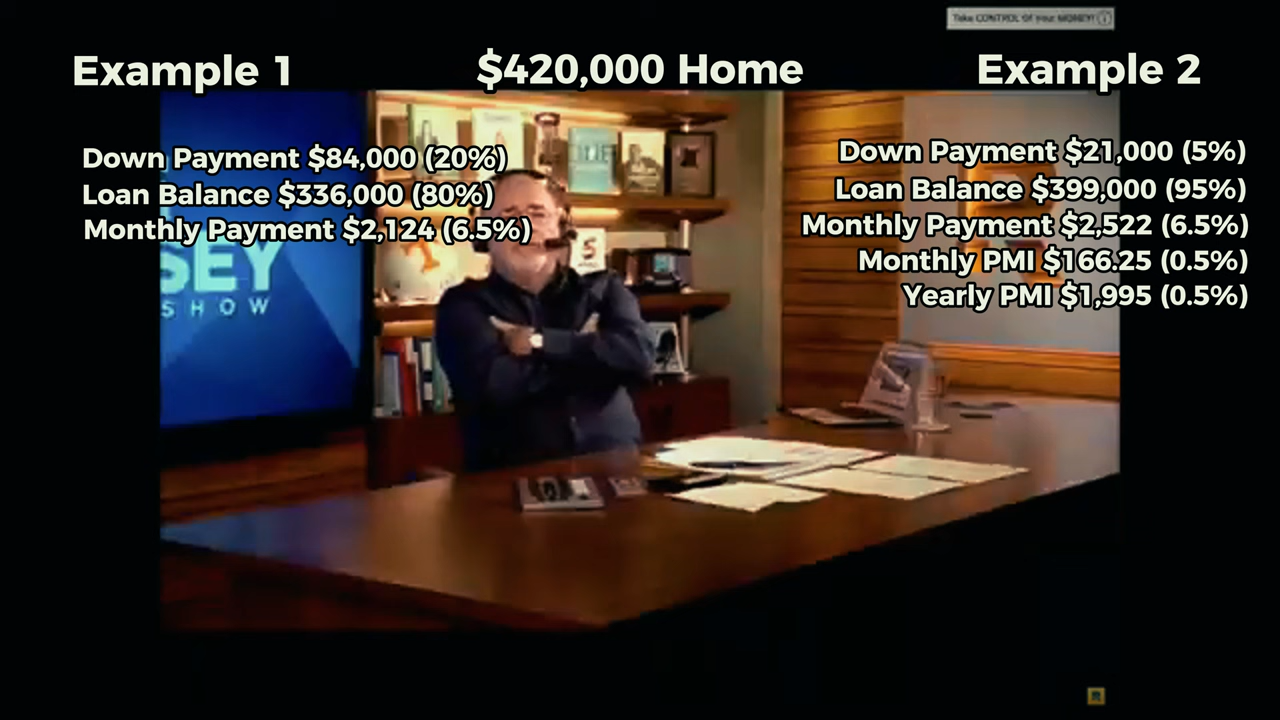 Take CONTROL of your MONEY!
Example 1
$420,000 Home
Example 2
Down Payment $84,000 (20%)
Loan Balance $336,000 (80%)
Monthly Payment $2,124 (6.5%)
Down Payment $21,000 (5%)
Loan Balance $399,000 (95%)
Monthly Payment $2,522 (6.5%)
Monthly PMI $166.25 (0.5%)
Yearly PMI $1,995 (0.5%)
SEY
SHOW
5